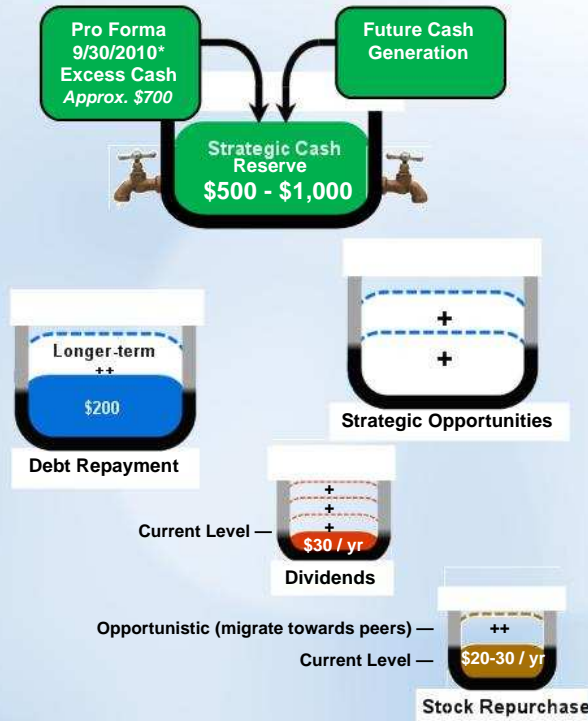 Pro Forma
9/30/2010*
Excess Cash
Approx. $700
Future Cash
Generation
Strategic Cash
Reserve
$500 - $1,000
Longer-term
++
$200
Debt Repayment
+
+
Strategic Opportunities
+
+
+
Current Level —
$30 / yr
Dividends
Opportunistic (migrate towards peers) —
++
Current Level —
$20-30 / yr
Stock Repurchase